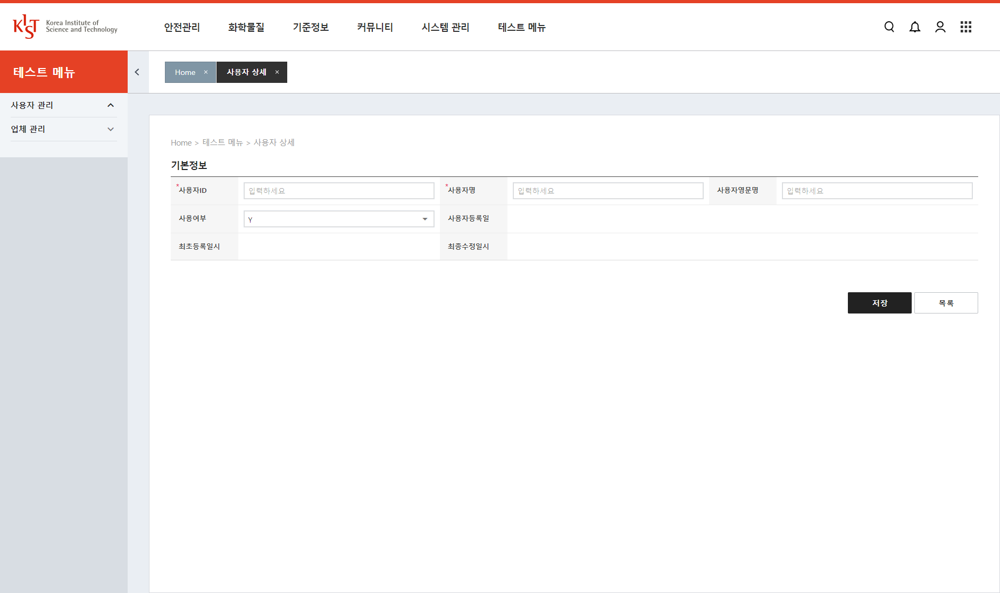 KIST Korea Institute of
Science and Technology
안전관리 화학물질 기준정보 커뮤니티 시스템 관리 테스트 메뉴
테스트 메뉴
Home × 사용자 상세 ×
사용자 관리
업체 관리
Home > 테스트 메뉴 > 사용자 상세
기본정보
*사용자ID 입력하세요 *사용자명 입력하세요 사용자영문명 입력하세요
사용여부 Y 사용자등록일
최초등록일시 최종수정일시
저장 목록